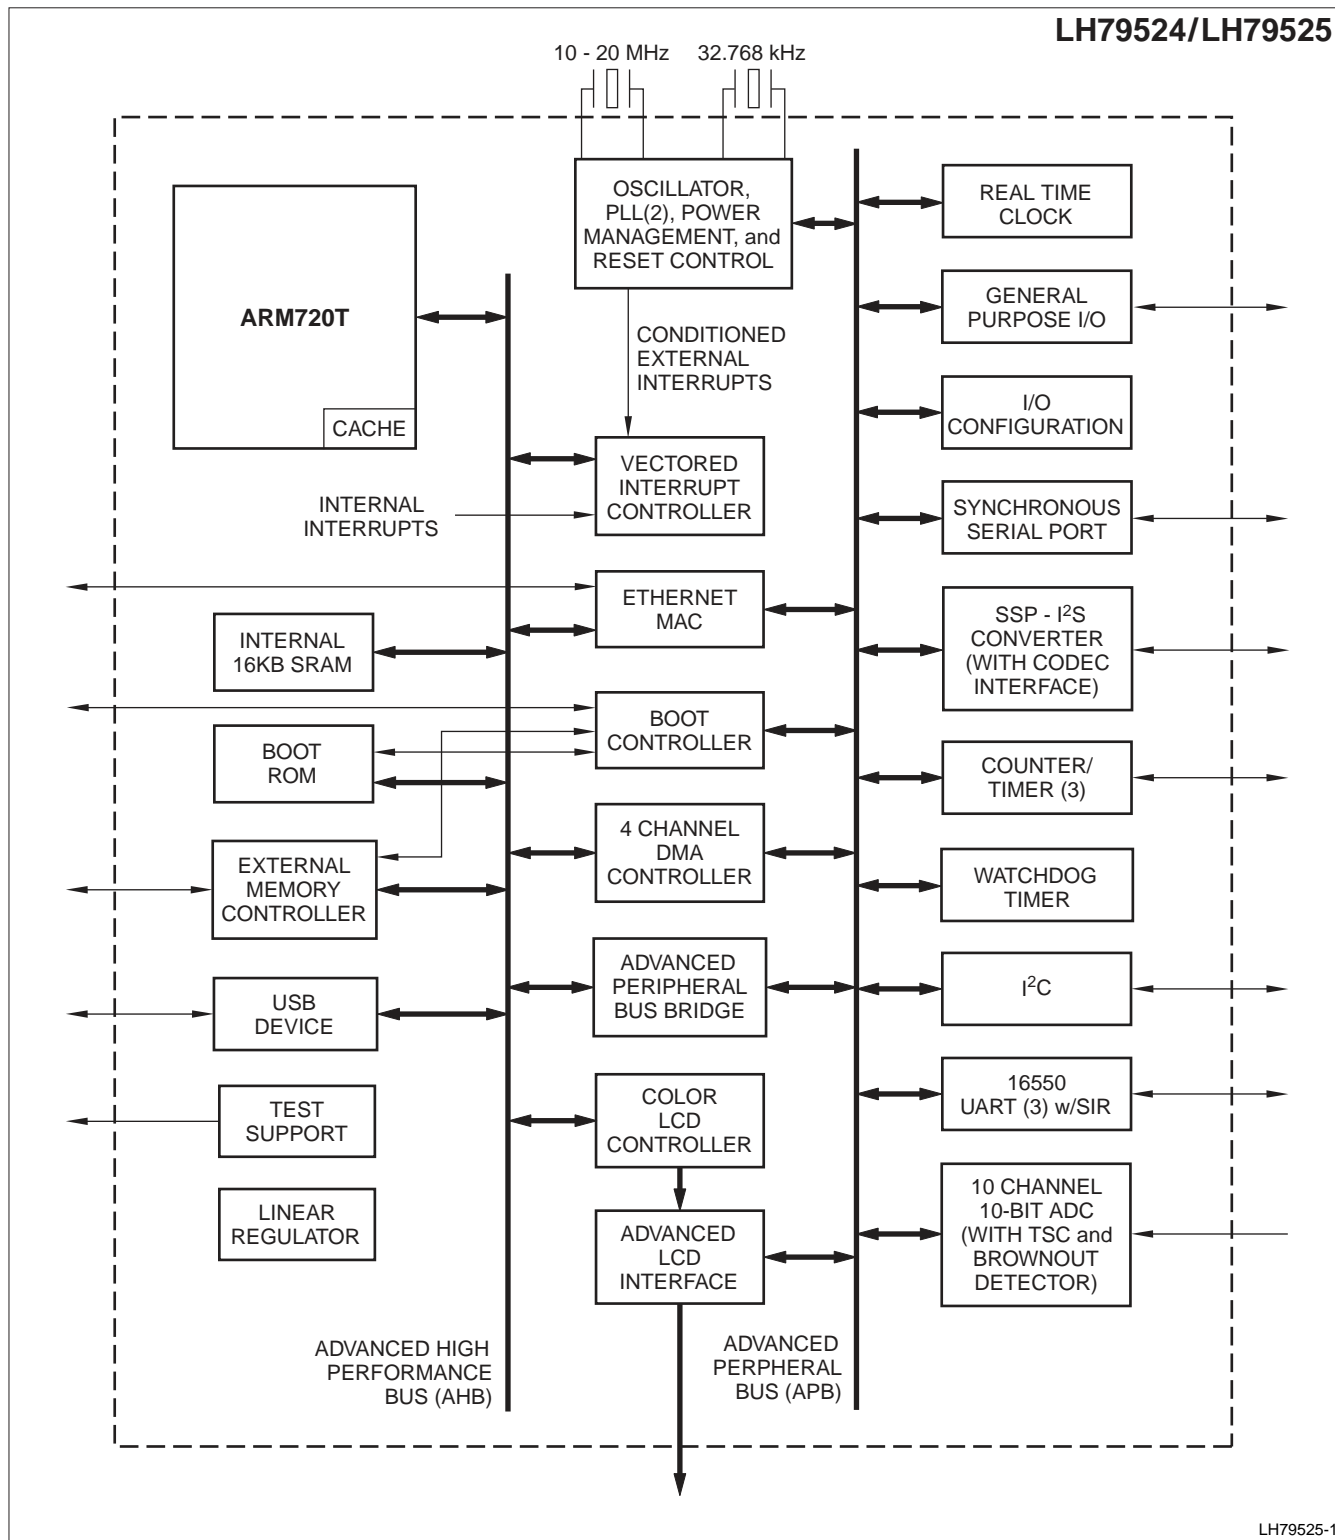 LH79524/LH79525
10 - 20 MHz
32.768 kHz
OSCILLATOR,
PLL(2), POWER
MANAGEMENT, and
RESET CONTROL
REAL TIME
CLOCK
ARM720T
CACHE
GENERAL
PURPOSE I/O
CONDITIONED
EXTERNAL
INTERRUPTS
I/O
CONFIGURATION
VECTORED
INTERRUPT
CONTROLLER
INTERNAL
INTERRUPTS
SYNCHRONOUS
SERIAL PORT
ETHERNET
MAC
INTERNAL
16KB SRAM
SSP - I²S
CONVERTER
(WITH CODEC
INTERFACE)
BOOT
CONTROLLER
BOOT
ROM
COUNTER/
TIMER (3)
4 CHANNEL
DMA
CONTROLLER
EXTERNAL
MEMORY
CONTROLLER
WATCHDOG
TIMER
ADVANCED
PERIPHERAL
BUS BRIDGE
I²C
USB
DEVICE
COLOR
LCD
CONTROLLER
16550
UART (3) w/SIR
TEST
SUPPORT
LINEAR
REGULATOR
ADVANCED
LCD
INTERFACE
10 CHANNEL
10-BIT ADC
(WITH TSC and
BROWNOUT
DETECTOR)
ADVANCED HIGH
PERFORMANCE
BUS (AHB)
ADVANCED
PERPHERAL
BUS (APB)
LH79525-1